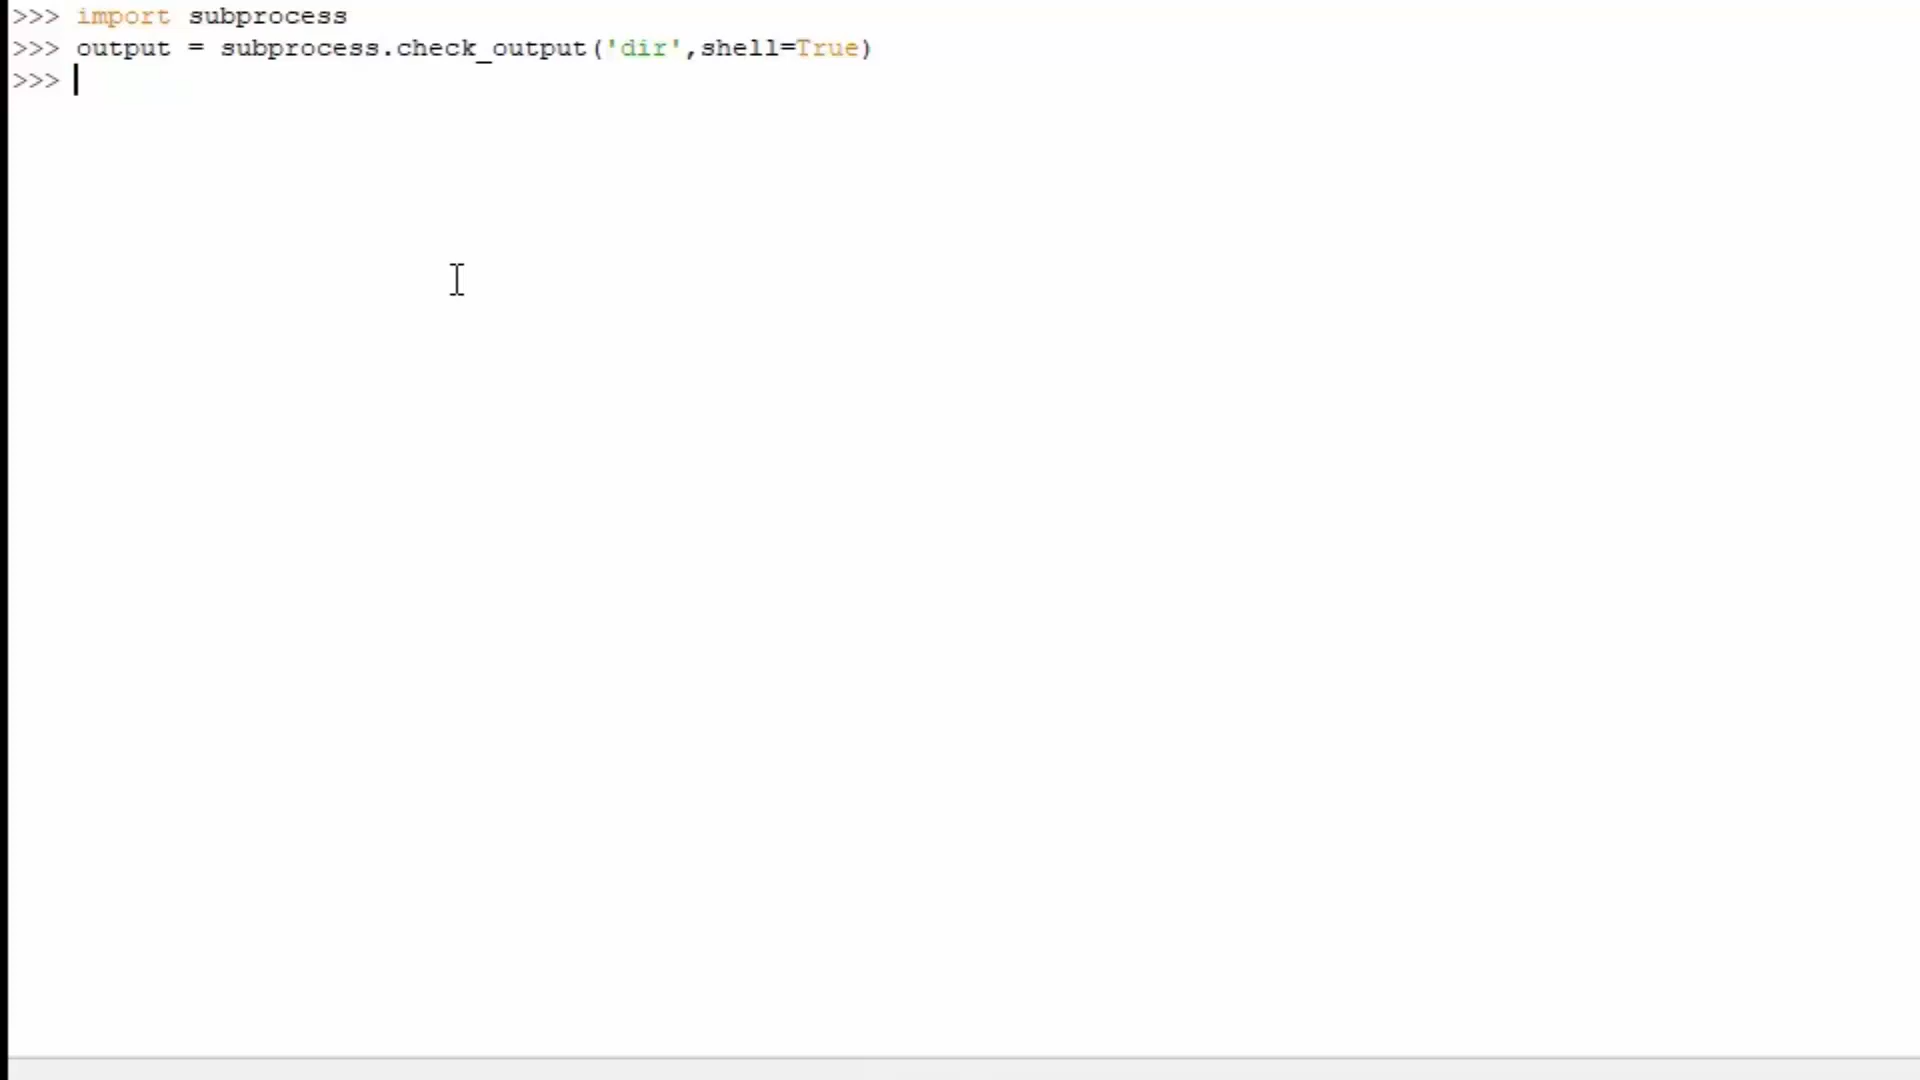 >>> import subprocess
>>> output = subprocess.check_output('dir',shell=True)
>>>